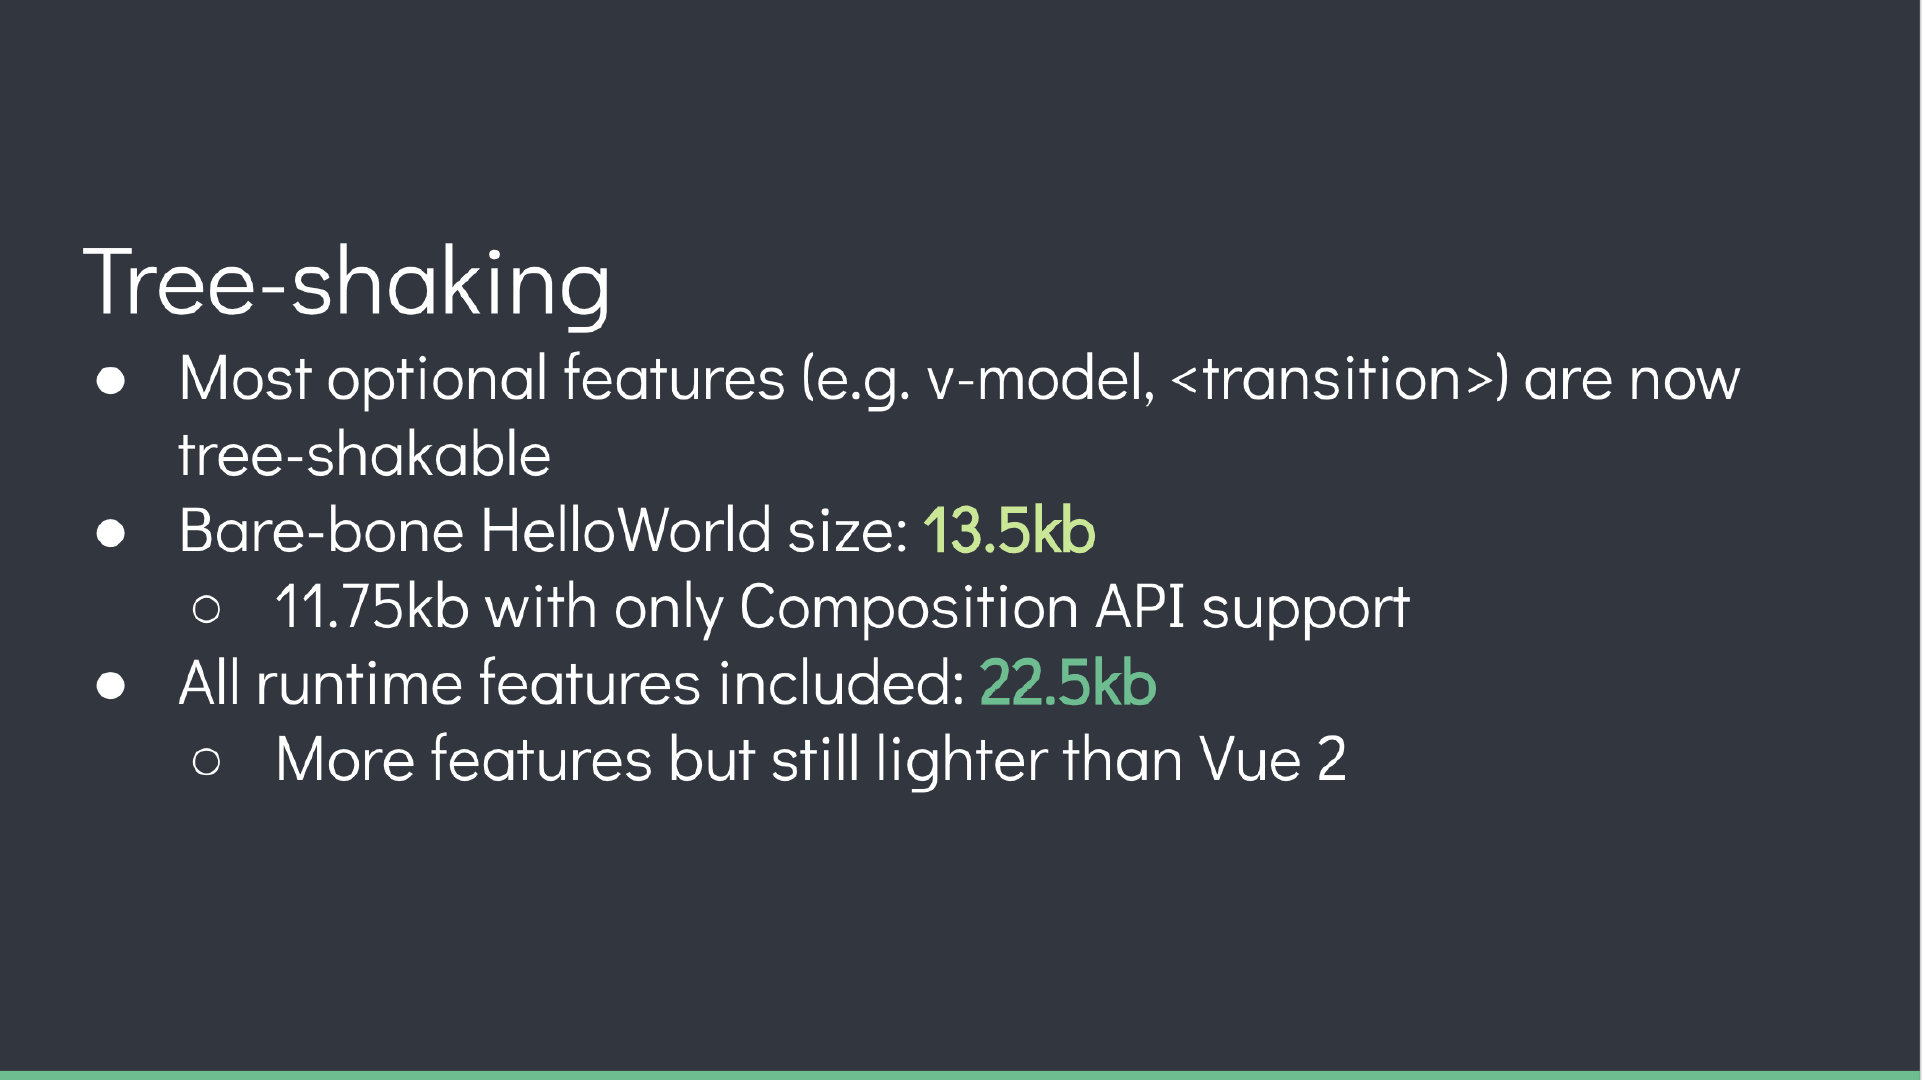 Tree-shaking
● Most optional features (e.g. v-model, <transition>) are now
tree-shakable
● Bare-bone HelloWorld size: 13.5kb
○ 11.75kb with only Composition API support
● All runtime features included: 22.5kb
○ More features but still lighter than Vue 2